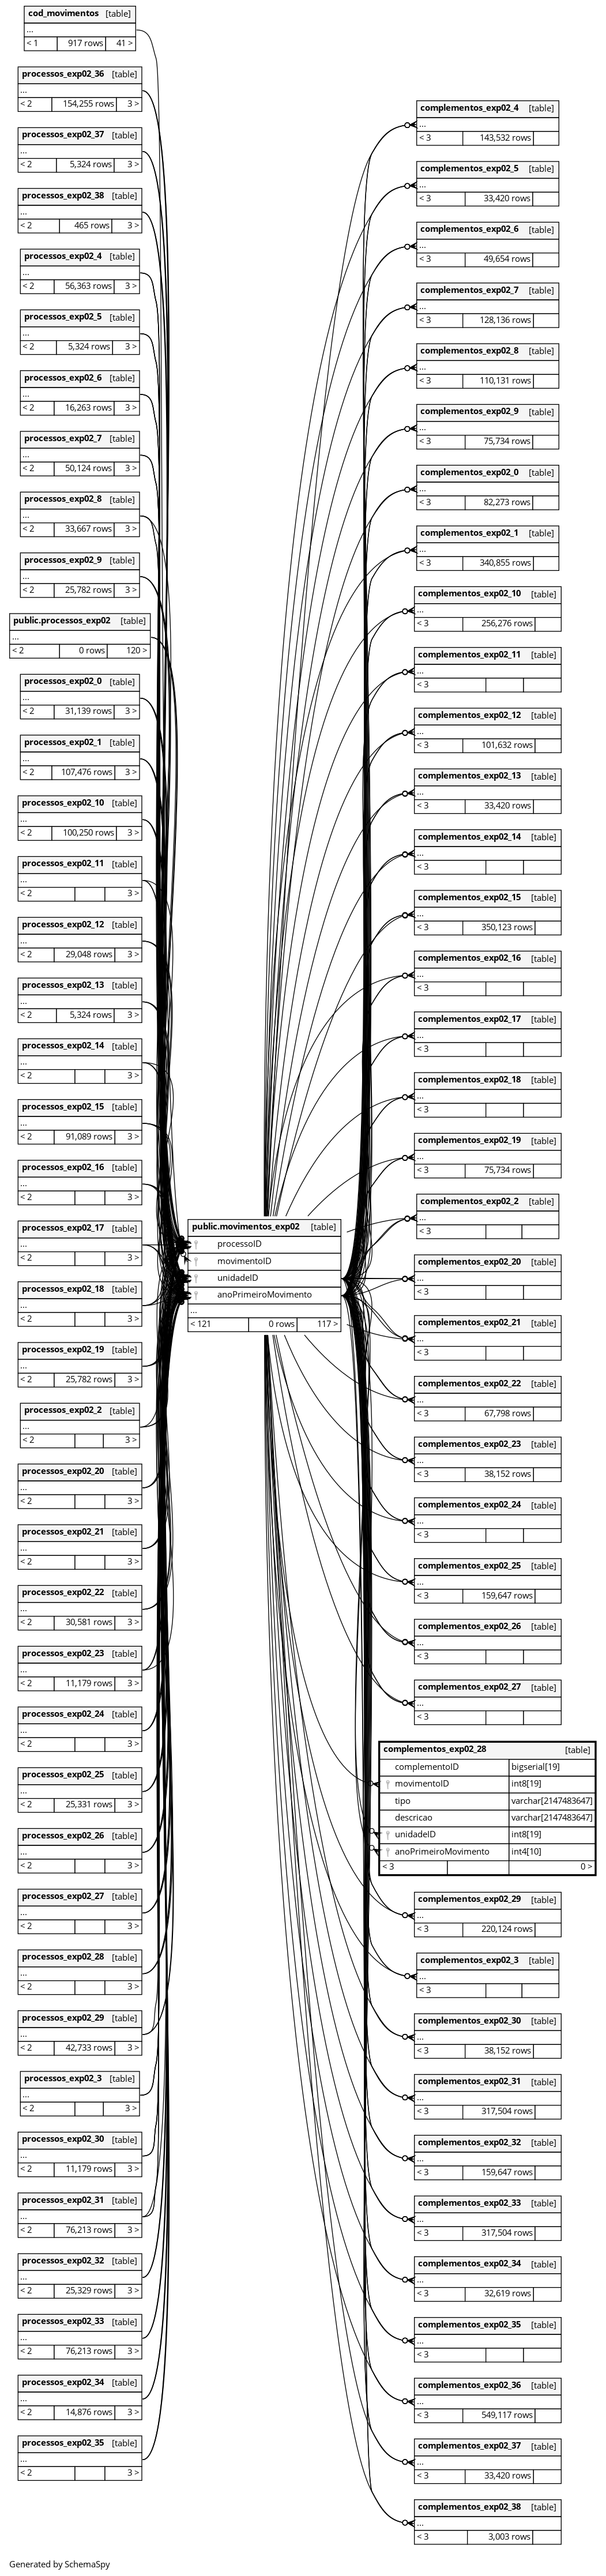 cod_movimentos [table]
...
< 1 917 rows 41 >
processos_exp02_36 [table]
...
< 2 154,255 rows 3 >
processos_exp02_37 [table]
...
< 2 5,324 rows 3 >
processos_exp02_38 [table]
...
< 2 465 rows 3 >
processos_exp02_4 [table]
...
< 2 56,363 rows 3 >
processos_exp02_5 [table]
...
< 2 5,324 rows 3 >
processos_exp02_6 [table]
...
< 2 16,263 rows 3 >
processos_exp02_7 [table]
...
< 2 50,124 rows 3 >
processos_exp02_8 [table]
...
< 2 33,667 rows 3 >
processos_exp02_9 [table]
...
< 2 25,782 rows 3 >
public.processos_exp02 [table]
...
< 2 0 rows 120 >
processos_exp02_0 [table]
...
< 2 31,139 rows 3 >
processos_exp02_1 [table]
...
< 2 107,476 rows 3 >
processos_exp02_10 [table]
...
< 2 100,250 rows 3 >
processos_exp02_11 [table]
...
< 2 3 >
processos_exp02_12 [table]
...
< 2 29,048 rows 3 >
processos_exp02_13 [table]
...
< 2 5,324 rows 3 >
processos_exp02_14 [table]
...
< 2 3 >
processos_exp02_15 [table]
...
< 2 91,089 rows 3 >
processos_exp02_16 [table]
...
< 2 3 >
processos_exp02_17 [table]
...
< 2 3 >
processos_exp02_18 [table]
...
< 2 3 >
processos_exp02_19 [table]
...
< 2 25,782 rows 3 >
processos_exp02_2 [table]
...
< 2 3 >
processos_exp02_20 [table]
...
< 2 3 >
processos_exp02_21 [table]
...
< 2 3 >
processos_exp02_22 [table]
...
< 2 30,581 rows 3 >
processos_exp02_23 [table]
...
< 2 11,179 rows 3 >
processos_exp02_24 [table]
...
< 2 3 >
processos_exp02_25 [table]
...
< 2 25,331 rows 3 >
processos_exp02_26 [table]
...
< 2 3 >
processos_exp02_27 [table]
...
< 2 3 >
processos_exp02_28 [table]
...
< 2 3 >
processos_exp02_29 [table]
...
< 2 42,733 rows 3 >
processos_exp02_3 [table]
...
< 2 3 >
processos_exp02_30 [table]
...
< 2 11,179 rows 3 >
processos_exp02_31 [table]
...
< 2 76,213 rows 3 >
processos_exp02_32 [table]
...
< 2 25,329 rows 3 >
processos_exp02_33 [table]
...
< 2 76,213 rows 3 >
processos_exp02_34 [table]
...
< 2 14,876 rows 3 >
processos_exp02_35 [table]
...
< 2 3 >
public.movimentos_exp02 [table]
processoID
movimentoID
unidadeID
anoPrimeiroMovimento
...
< 121 0 rows 117 >
complementos_exp02_4 [table]
...
< 3 143,532 rows
complementos_exp02_5 [table]
...
< 3 33,420 rows
complementos_exp02_6 [table]
...
< 3 49,654 rows
complementos_exp02_7 [table]
...
< 3 128,136 rows
complementos_exp02_8 [table]
...
< 3 110,131 rows
complementos_exp02_9 [table]
...
< 3 75,734 rows
complementos_exp02_0 [table]
...
< 3 82,273 rows
complementos_exp02_1 [table]
...
< 3 340,855 rows
complementos_exp02_10 [table]
...
< 3 256,276 rows
complementos_exp02_11 [table]
...
< 3
complementos_exp02_12 [table]
...
< 3 101,632 rows
complementos_exp02_13 [table]
...
< 3 33,420 rows
complementos_exp02_14 [table]
...
< 3
complementos_exp02_15 [table]
...
< 3 350,123 rows
complementos_exp02_16 [table]
...
< 3
complementos_exp02_17 [table]
...
< 3
complementos_exp02_18 [table]
...
< 3
complementos_exp02_19 [table]
...
< 3 75,734 rows
complementos_exp02_2 [table]
...
< 3
complementos_exp02_20 [table]
...
< 3
complementos_exp02_21 [table]
...
< 3
complementos_exp02_22 [table]
...
< 3 67,798 rows
complementos_exp02_23 [table]
...
< 3 38,152 rows
complementos_exp02_24 [table]
...
< 3
complementos_exp02_25 [table]
...
< 3 159,647 rows
complementos_exp02_26 [table]
...
< 3
complementos_exp02_27 [table]
...
< 3
complementos_exp02_28 [table]
complementoID bigserial[19]
movimentoID int8[19]
tipo varchar[2147483647]
descricao varchar[2147483647]
unidadeID int8[19]
anoPrimeiroMovimento int4[10]
< 3 0 >
complementos_exp02_29 [table]
...
< 3 220,124 rows
complementos_exp02_3 [table]
...
< 3
complementos_exp02_30 [table]
...
< 3 38,152 rows
complementos_exp02_31 [table]
...
< 3 317,504 rows
complementos_exp02_32 [table]
...
< 3 159,647 rows
complementos_exp02_33 [table]
...
< 3 317,504 rows
complementos_exp02_34 [table]
...
< 3 32,619 rows
complementos_exp02_35 [table]
...
< 3
complementos_exp02_36 [table]
...
< 3 549,117 rows
complementos_exp02_37 [table]
...
< 3 33,420 rows
complementos_exp02_38 [table]
...
< 3 3,003 rows
Generated by SchemaSpy